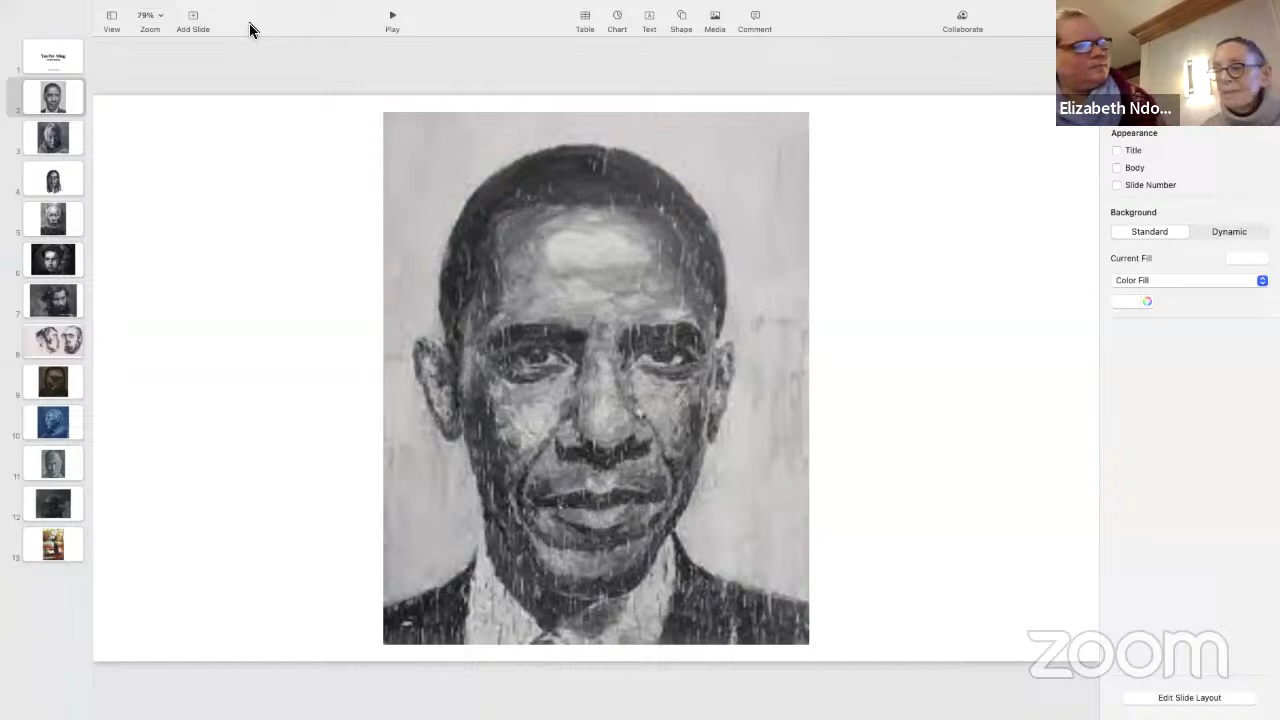 79%
View
Zoom
Add Slide
Play
Table
Chart
Text
Shape
Media
Comment
Collaborate
Elizabeth Ndo...
1
2
3
4
5
6
7
8
9
10
11
12
13
Appearance
Title
Body
Slide Number
Background
Standard
Dynamic
Current Fill
Color Fill
zoom
Edit Slide Layout